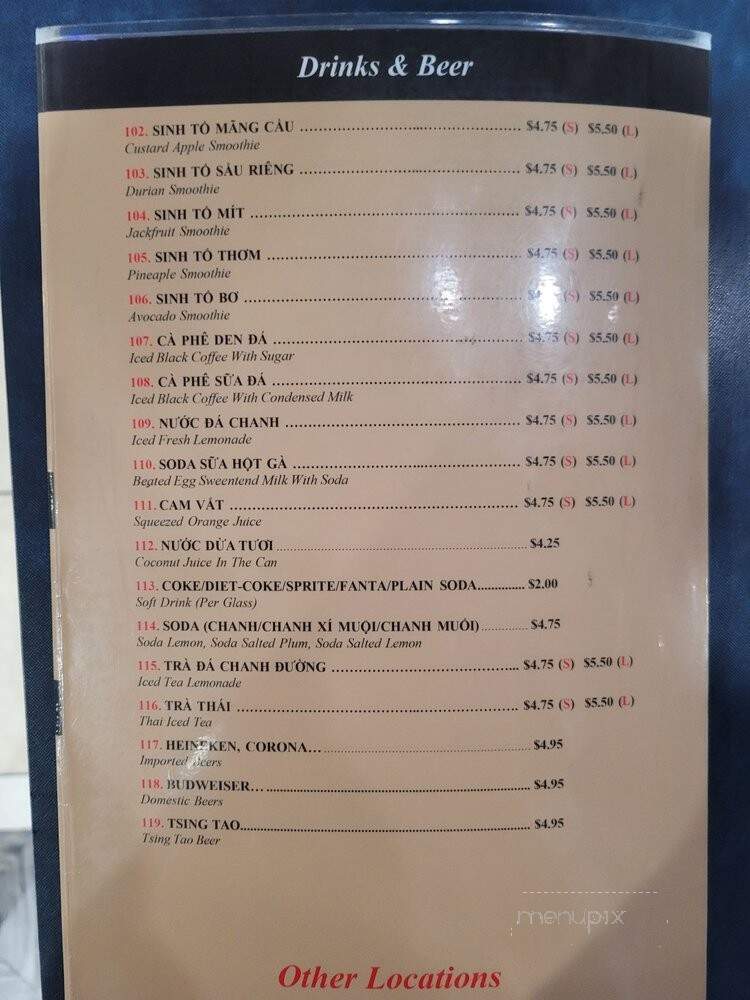 Drinks & Beer
102. SINH TỐ MÃNG CẦU ........ $4.75 (S) $5.50 (L)
Custard Apple Smoothie
103. SINH TỐ SẦU RIÊNG ........ $4.75 (S) $5.50 (L)
Durian Smoothie
104. SINH TỐ MÍT ........ $4.75 (S) $5.50 (L)
Jackfruit Smoothie
105. SINH TỐ THƠM ........ $4.75 (S) $5.50 (L)
Pineaple Smoothie
106. SINH TỐ BƠ ........ (S) $5.50 (L)
Avocado Smoothie
107. CÀ PHÊ DEN ĐÁ ........ $4.75 (S) $5.50 (L)
Iced Black Coffee With Sugar
108. CÀ PHÊ SỮA ĐÁ ........ $4.75 (S) $5.50 (L)
Iced Black Coffee With Condensed Milk
109. NƯỚC ĐÁ CHANH ........ $4.75 (S) $5.50 (L)
Iced Fresh Lemonade
110. SODA SỮA HỘT GÀ ........ $4.75 (S) $5.50 (L)
Beated Egg Sweentend Milk With Soda
111. CAM VẮT ........ $4.75 (S) $5.50 (L)
Squeezed Orange Juice
112. NƯỚC DỪA TƯƠI ........ $4.25
Coconut Juice In The Can
113. COKE/DIET-COKE/SPRITE/FANTA/PLAIN SODA ........ $2.00
Soft Drink (Per Glass)
114. SODA (CHANH/CHANH XÍ MUỘI/CHANH MUỐI) ........ $4.75
Soda Lemon, Soda Salted Plum, Soda Salted Lemon
115. TRÀ ĐÁ CHANH ĐƯỜNG ........ $4.75 (S) $5.50 (L)
Iced Tea Lemonade
116. TRÀ THÁI ........ $4.75 (S) $5.50 (L)
Thai Iced Tea
117. HEINEKEN, CORONA... ........ $4.95
Imported Beers
118. BUDWEISER... ........ $4.95
Domestic Beers
119. TSING TAO ........ $4.95
Tsing Tao Beer
menupix
Other Locations